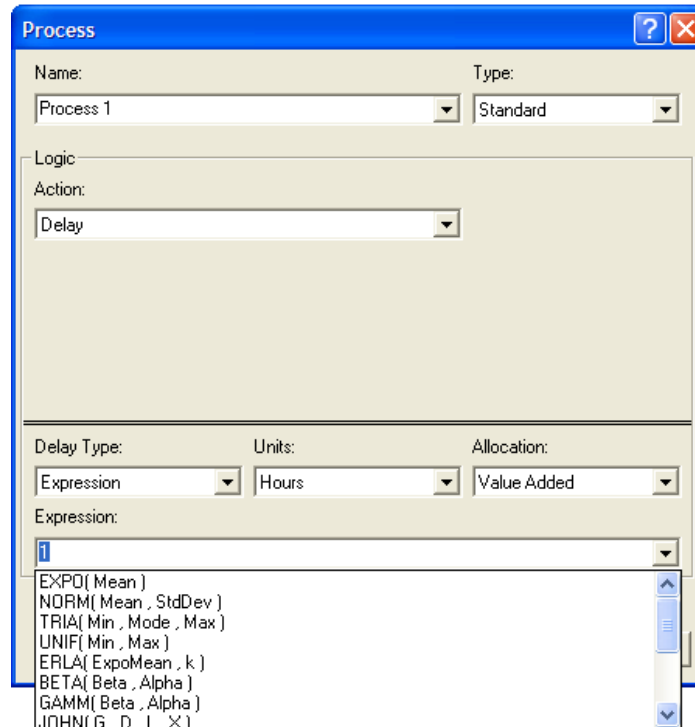 Process
Name: Type:
Process 1 Standard
Logic
Action:
Delay
Delay Type: Units: Allocation:
Expression Hours Value Added
Expression:
1
EXPO( Mean )
NORM( Mean , StdDev )
TRIA( Min , Mode , Max )
UNIF( Min , Max )
ERLA( ExpoMean , k )
BETA( Beta , Alpha )
GAMM( Beta , Alpha )
JOHN( G , D , L , X )